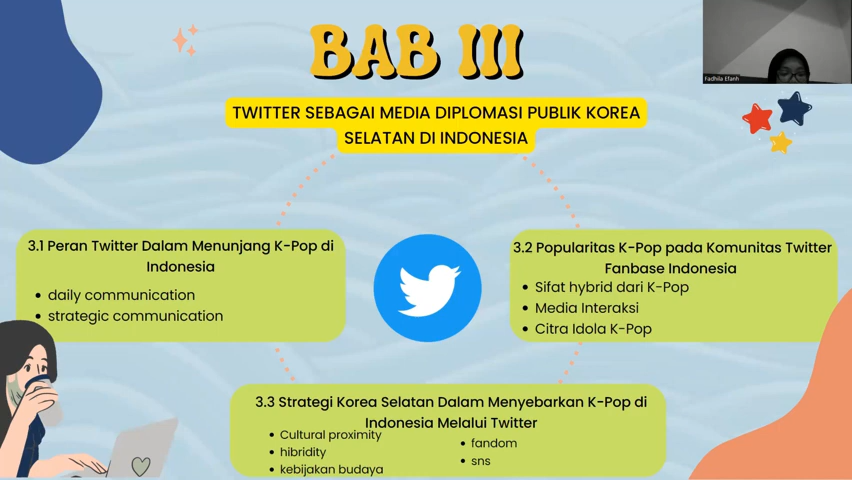 BAB III
Fadhila Efanti
TWITTER SEBAGAI MEDIA DIPLOMASI PUBLIK KOREA
SELATAN DI INDONESIA
3.1 Peran Twitter Dalam Menunjang K-Pop di
Indonesia
• daily communication
• strategic communication
3.2 Popularitas K-Pop pada Komunitas Twitter
Fanbase Indonesia
• Sifat hybrid dari K-Pop
• Media Interaksi
• Citra Idola K-Pop
3.3 Strategi Korea Selatan Dalam Menyebarkan K-Pop di
Indonesia Melalui Twitter
• Cultural proximity
• hibridity
• kebijakan budaya
• fandom
• sns